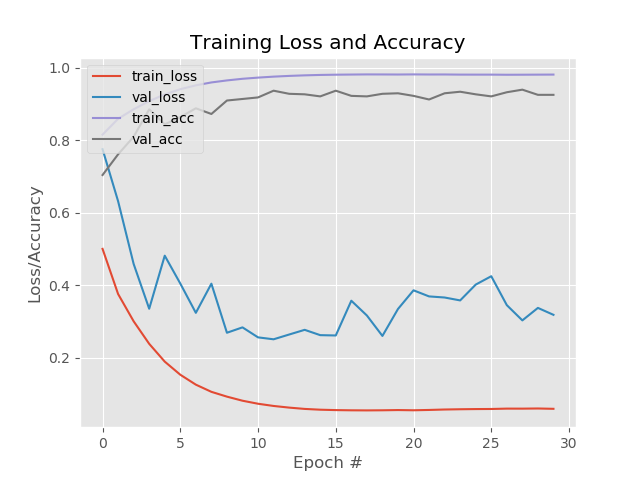 Training Loss and Accuracy
train_loss
val_loss
train_acc
val_acc
1.0
0.8
0.6
0.4
0.2
Loss/Accuracy
0 5 10 15 20 25 30
Epoch #